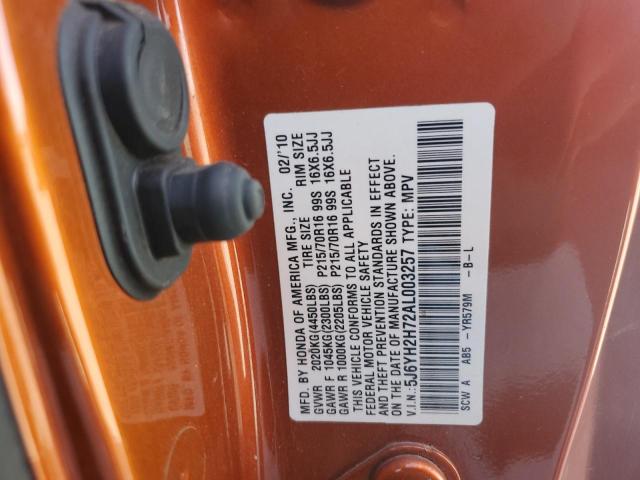 MFD. BY HONDA OF AMERICA MFG., INC. 02/'10
TIRE SIZE RIM SIZE
GVWR 2020KG(4450LBS)
GAWR F 1045KG(2300LBS) P215/70R16 99S 16X6.5JJ
GAWR R 1000KG(2205LBS) P215/70R16 99S 16X6.5JJ
THIS VEHICLE CONFORMS TO ALL APPLICABLE
FEDERAL MOTOR VEHICLE SAFETY
AND THEFT PREVENTION STANDARDS IN EFFECT
ON THE DATE OF MANUFACTURE SHOWN ABOVE.
V.I.N.:5J6YH2H72AL003257 TYPE: MPV
SCW A AB5 -YR579M -B-L